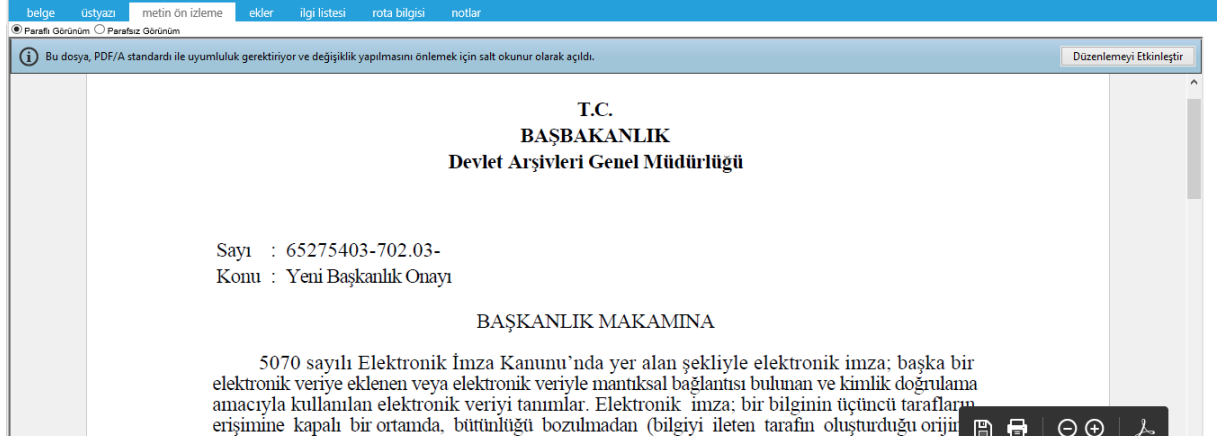 belge üstyazı metin ön izleme ekler ilgi listesi rota bilgisi notlar
Paraflı Görünüm Parafsız Görünüm
Bu dosya, PDF/A standardı ile uyumluluk gerektiriyor ve değişiklik yapılmasını önlemek için salt okunur olarak açıldı. Düzenlemeyi Etkinleştir
T.C.
BAŞBAKANLIK
Devlet Arşivleri Genel Müdürlüğü
Sayı : 65275403-702.03-
Konu : Yeni Başkanlık Onayı
BAŞKANLIK MAKAMINA
5070 sayılı Elektronik İmza Kanunu’nda yer alan şekliyle elektronik imza; başka bir
elektronik veriye eklenen veya elektronik veriyle mantıksal bağlantısı bulunan ve kimlik doğrulama
amacıyla kullanılan elektronik veriyi tanımlar. Elektronik imza; bir bilginin üçüncü tarafların
erişimine kapalı bir ortamda, bütünlüğü bozulmadan (bilgiyi ileten tarafın oluşturduğu